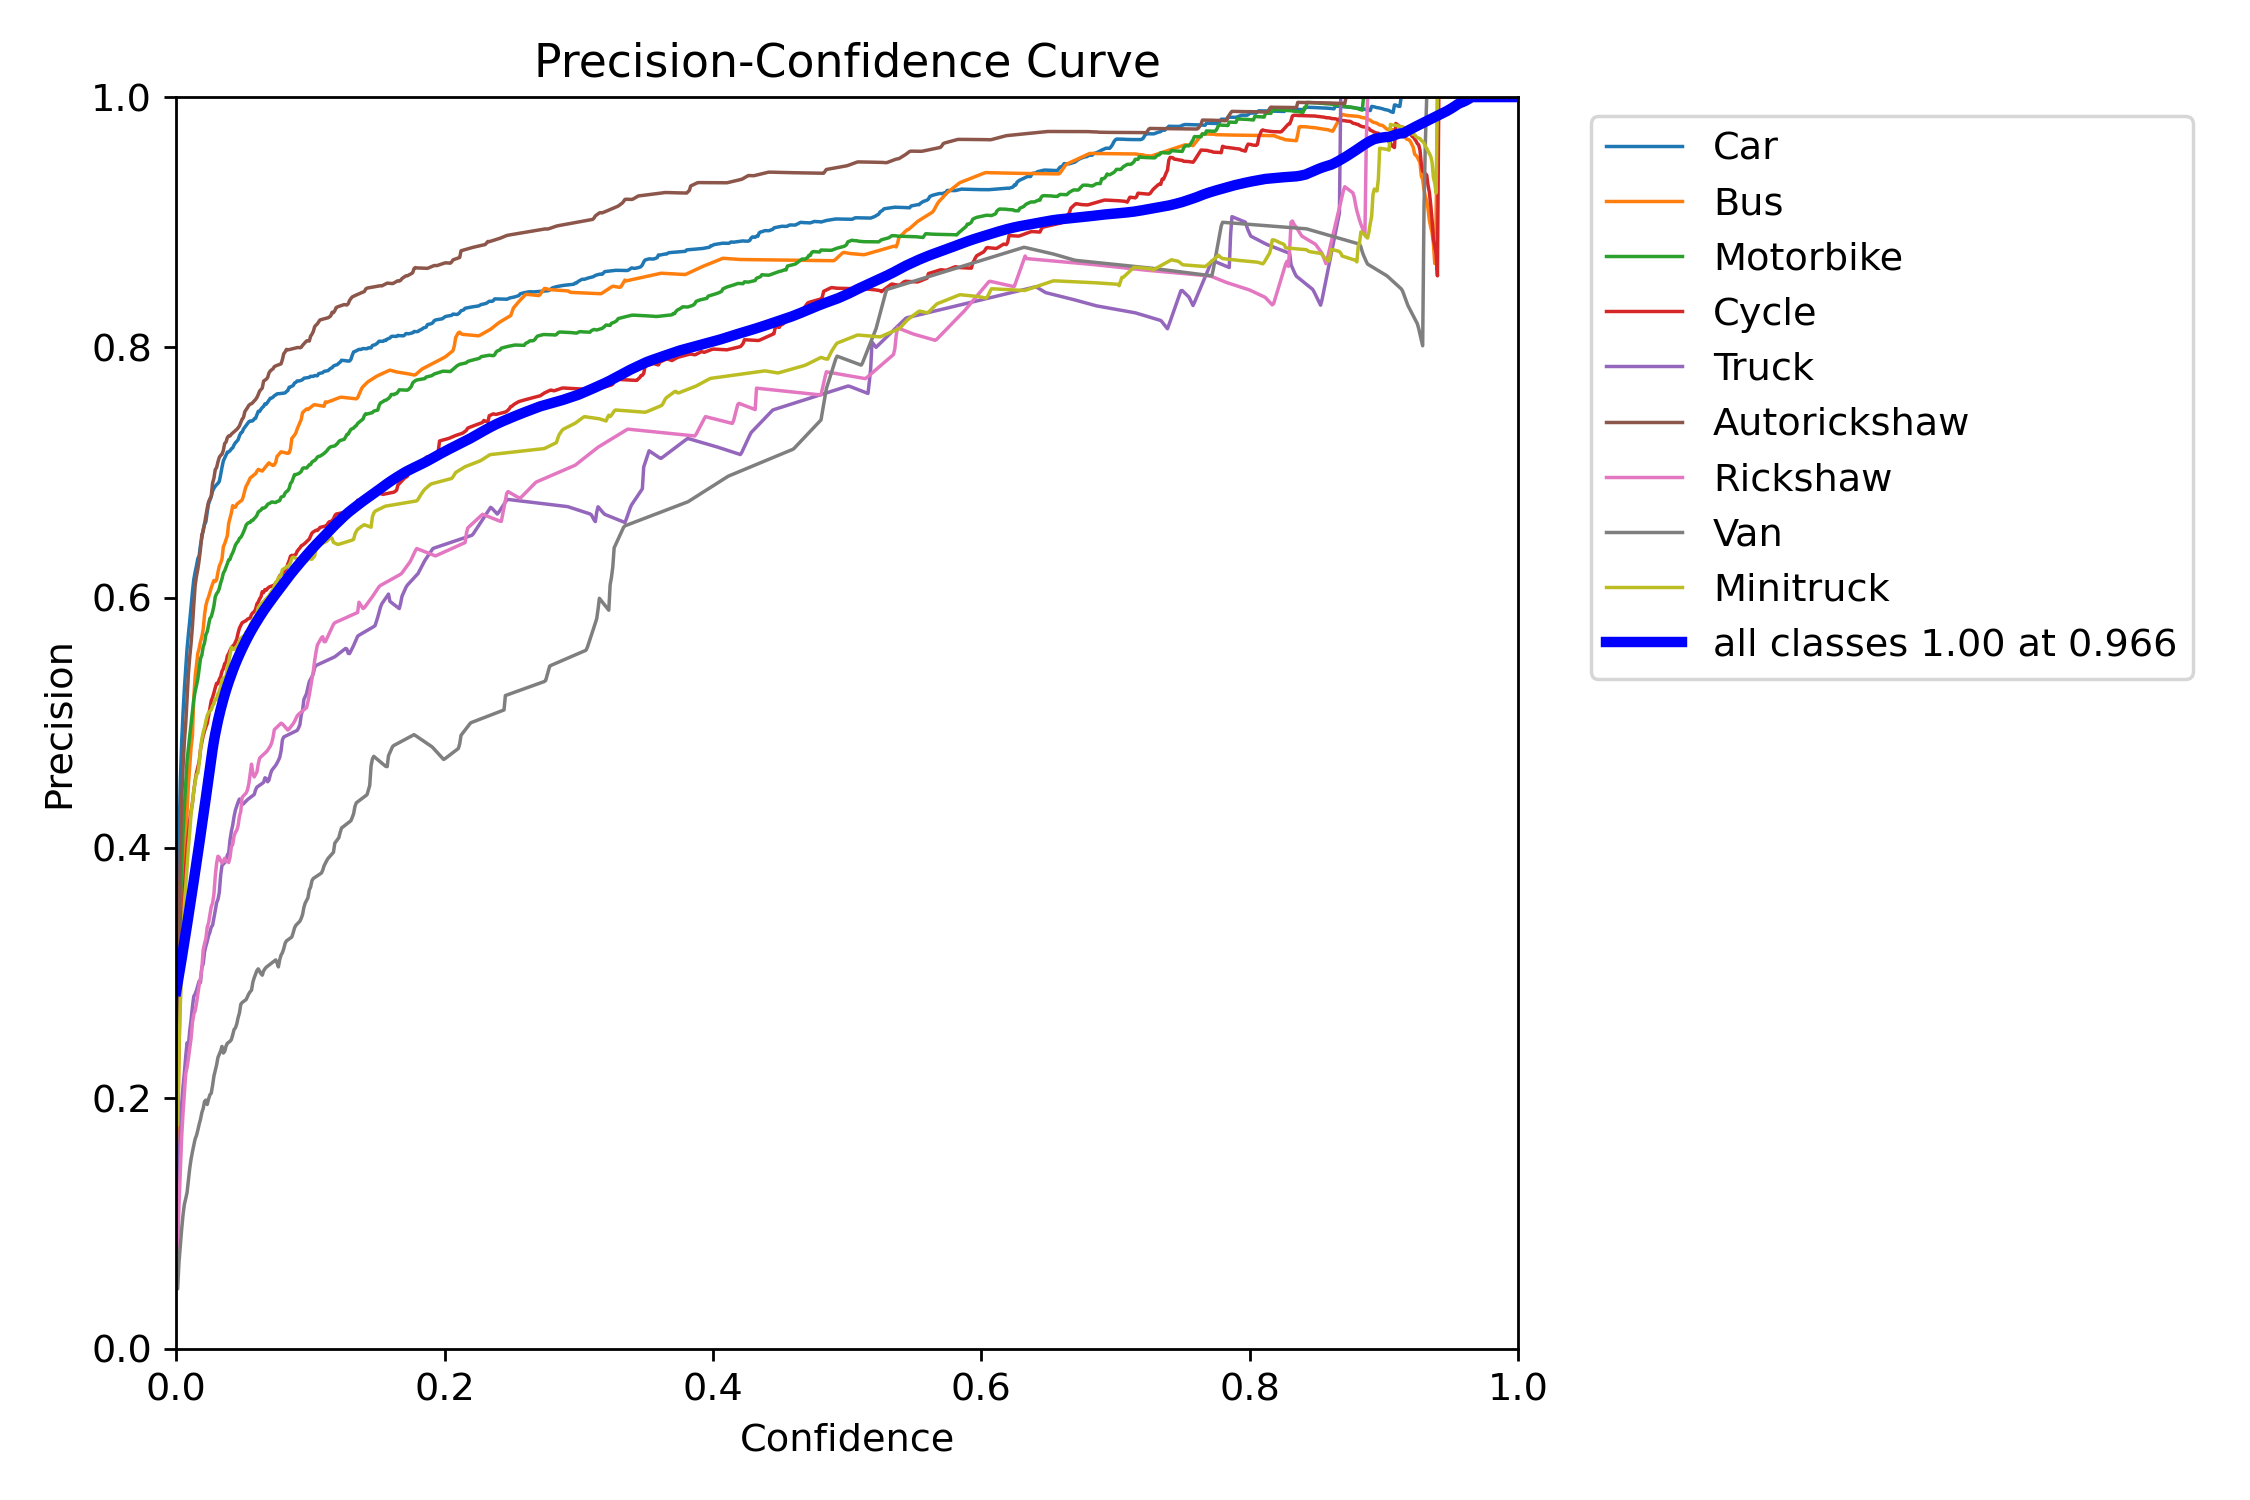 Precision-Confidence Curve
1.0
0.8
0.6
0.4
0.2
0.0
Precision
0.0 0.2 0.4 0.6 0.8 1.0
Confidence
Car
Bus
Motorbike
Cycle
Truck
Autorickshaw
Rickshaw
Van
Minitruck
all classes 1.00 at 0.966